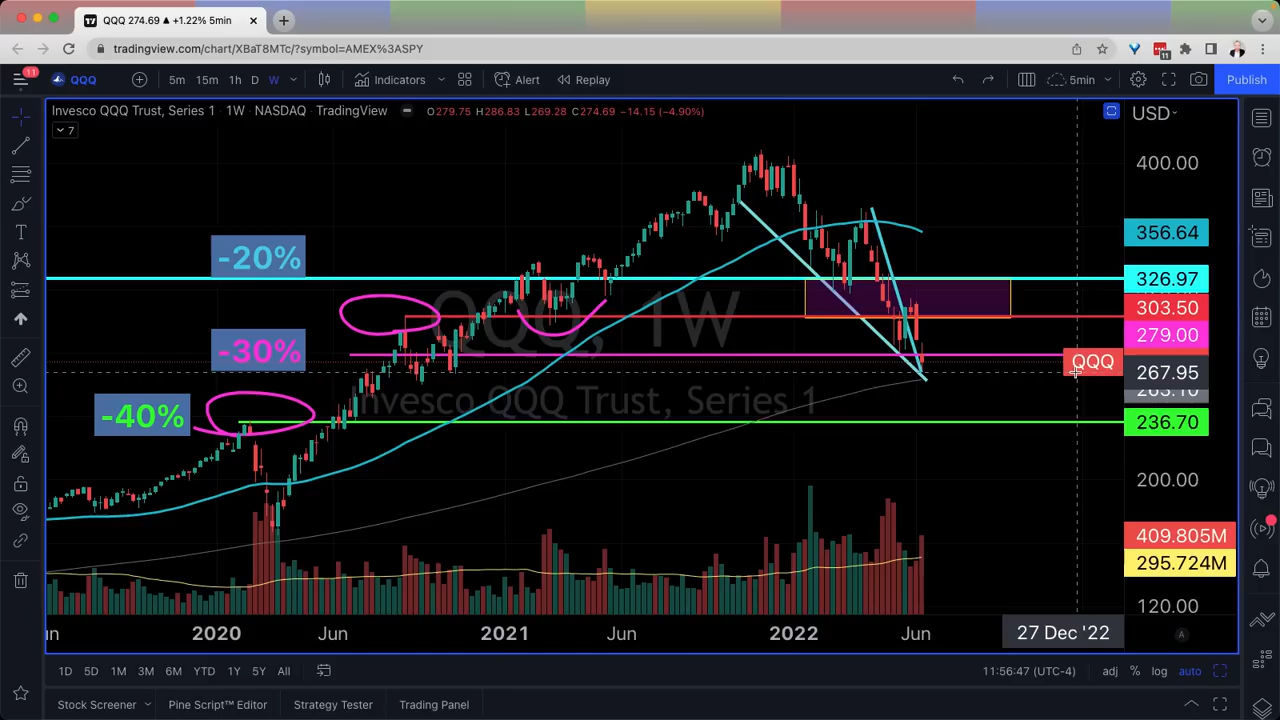 QQQ 274.69 ▲ +1.22% 5min
tradingview.com/chart/XBaT8MTc/?symbol=AMEX%3ASPY
11
11
QQQ
5m 15m 1h D W
Indicators
Alert
Replay
5min
Publish
Invesco QQQ Trust, Series 1 · 1W · NASDAQ · TradingView
O279.75 H286.83 L269.28 C274.69 -14.15 (-4.90%)
7
USD
400.00
356.64
-20%
326.97
303.50
QQQ, 1W
279.00
-30%
QQQ
267.95
Invesco QQQ Trust, Series 1
-40%
236.70
200.00
409.805M
295.724M
120.00
2020 Jun 2021 Jun 2022 Jun 27 Dec '22
A
1D 5D 1M 3M 6M YTD 1Y 5Y All
11:56:47 (UTC-4)
adj % log auto
Stock Screener
Pine Script™ Editor
Strategy Tester
Trading Panel